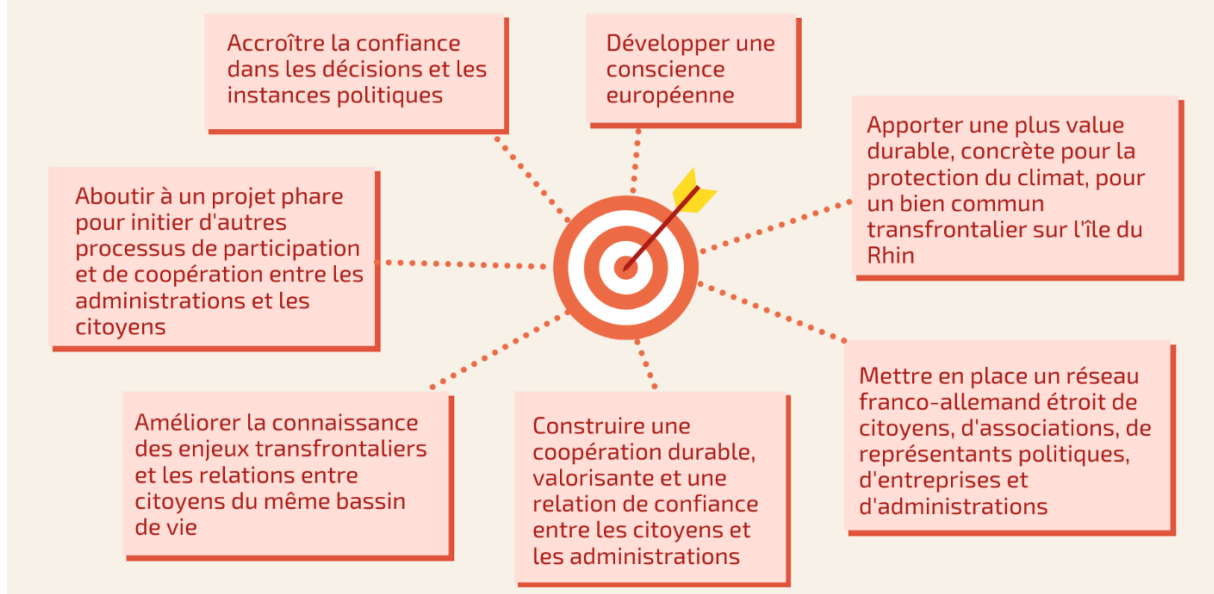 Accroître la confiance
dans les décisions et les
instances politiques
Développer une
conscience
européenne
Apporter une plus value
durable, concrète pour la
protection du climat, pour
un bien commun
transfrontalier sur l'île du
Rhin
Aboutir à un projet phare
pour initier d'autres
processus de participation
et de coopération entre les
administrations et les
citoyens
Mettre en place un réseau
franco-allemand étroit de
citoyens, d'associations, de
représentants politiques,
d'entreprises et
d'administrations
Améliorer la connaissance
des enjeux transfrontaliers
et les relations entre
citoyens du même bassin
de vie
Construire une
coopération durable,
valorisante et une
relation de confiance
entre les citoyens et
les administrations